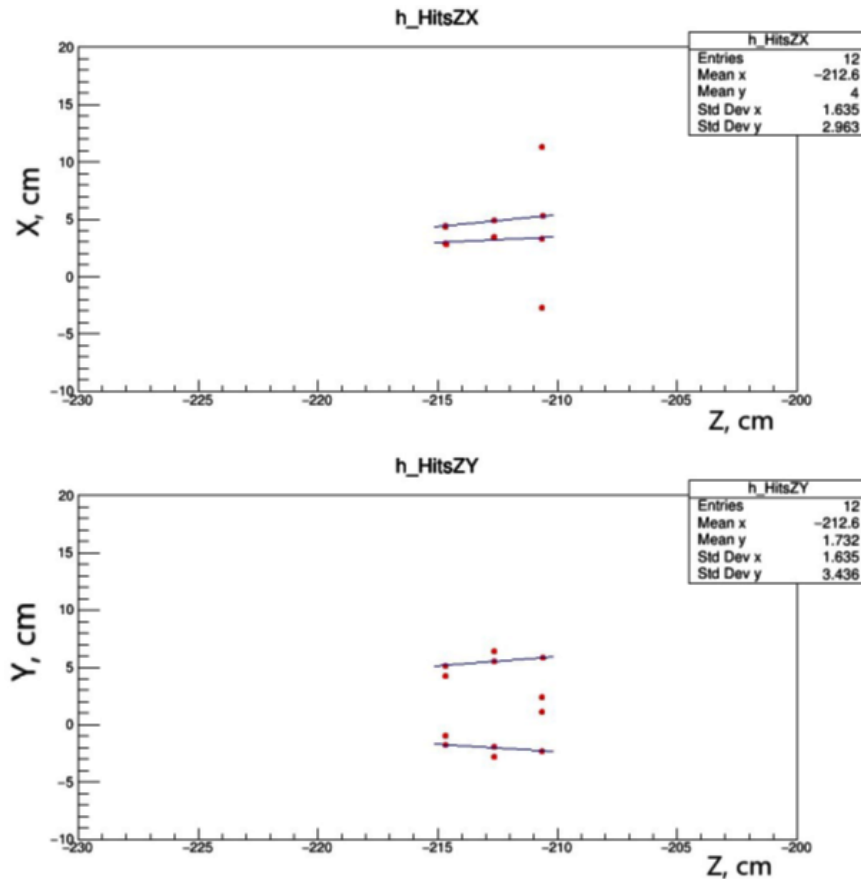 h_HitsZX
h_HitsZX
Entries 12
Mean x −212.6
Mean y 4
Std Dev x 1.635
Std Dev y 2.963
X, cm
20
15
10
5
0
−5
−10
−230 −225 −220 −215 −210 −205 −200
Z, cm
h_HitsZY
h_HitsZY
Entries 12
Mean x −212.6
Mean y 1.732
Std Dev x 1.635
Std Dev y 3.436
Y, cm
20
15
10
5
0
−5
−10
−230 −225 −220 −215 −210 −205 −200
Z, cm